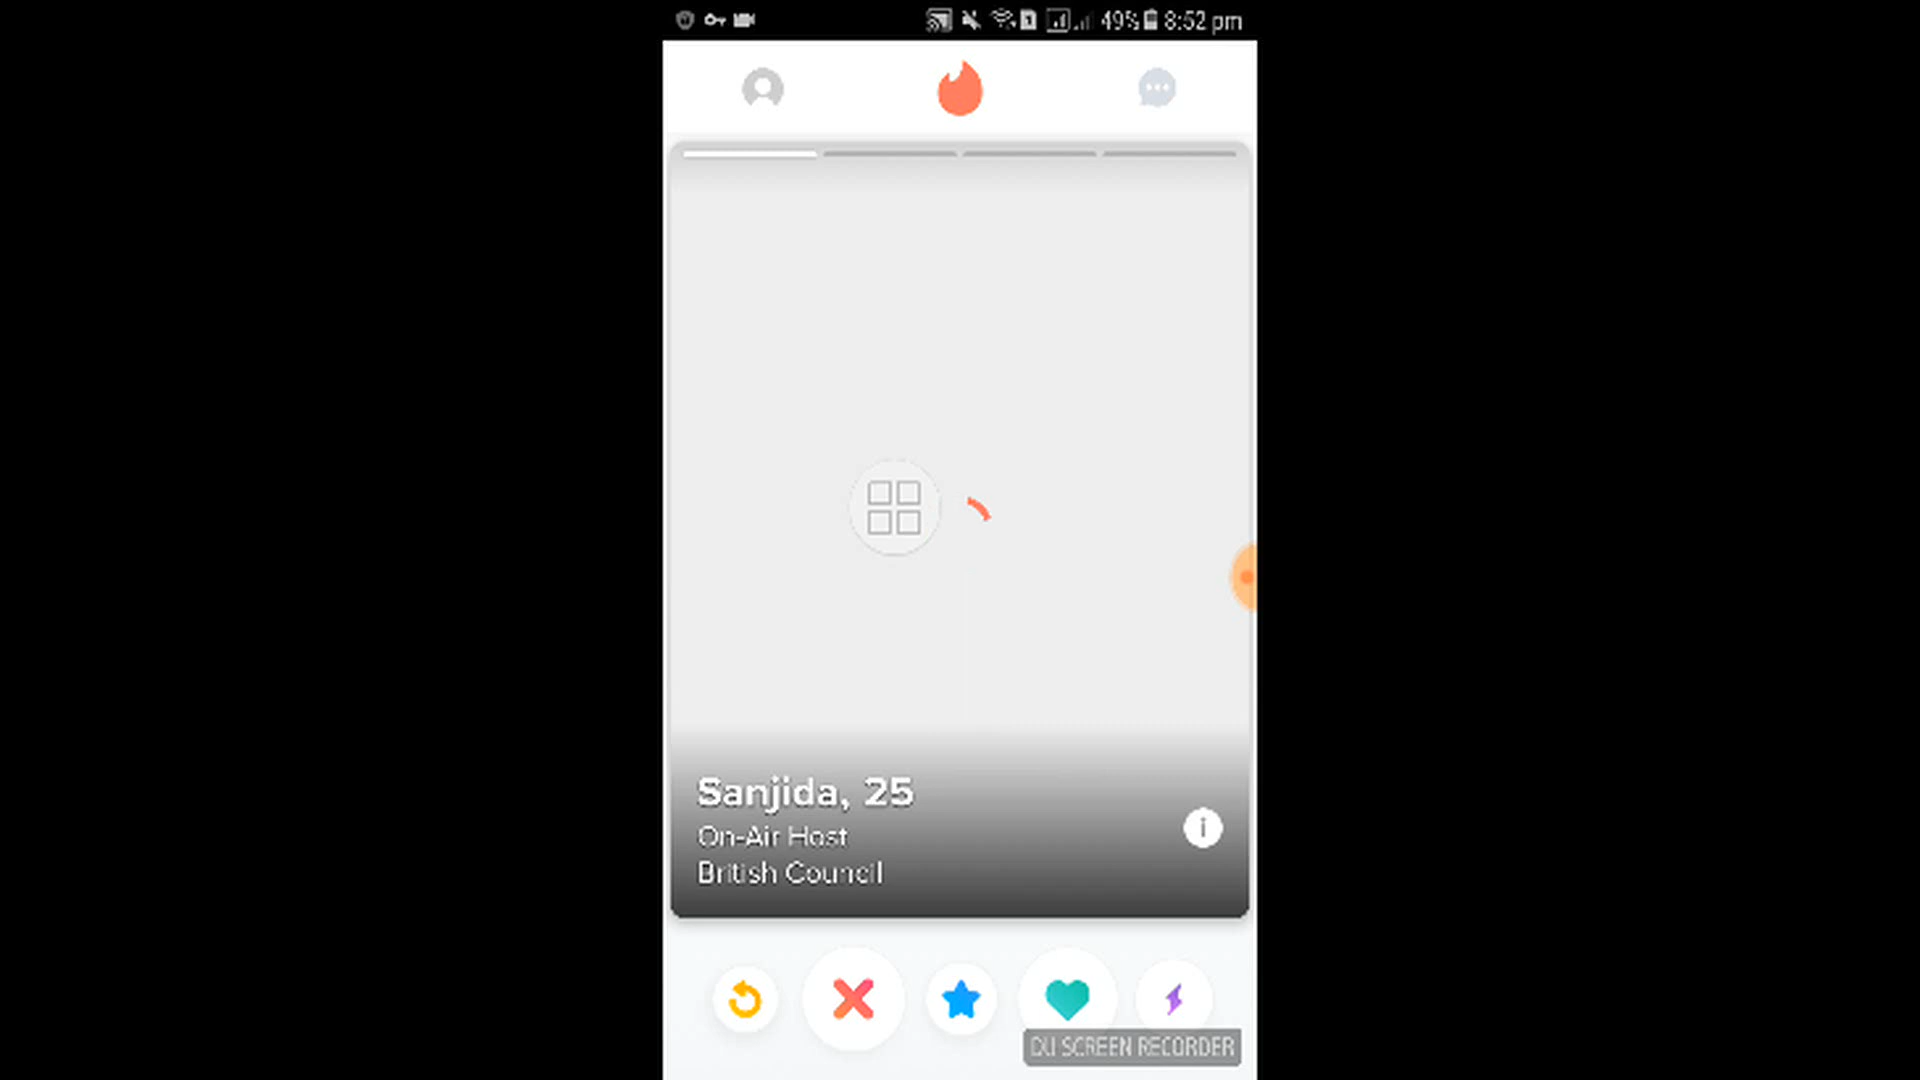 49% 8:52 pm
Sanjida, 25
On-Air Host
British Council
DU SCREEN RECORDER